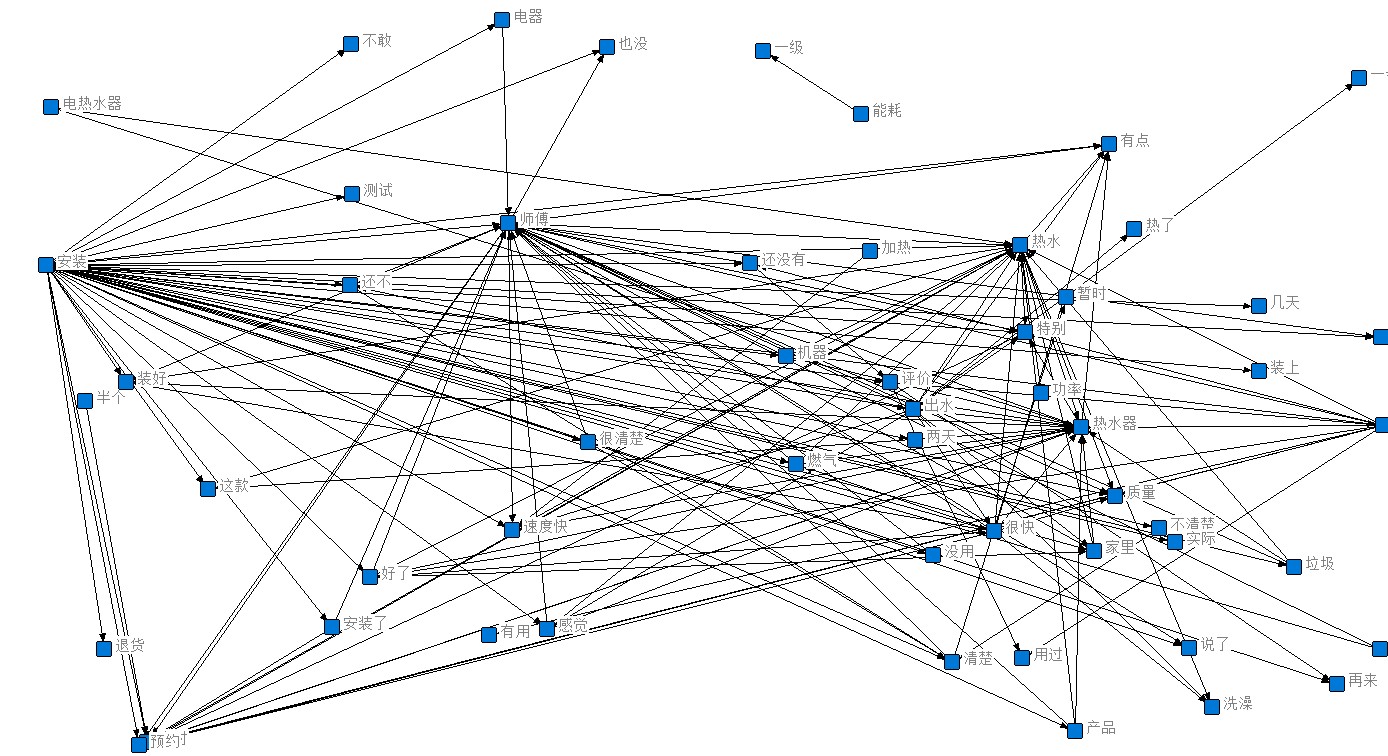 电器
不敢
也没
一级
电热水器
能耗
有点
测试
师傅
热了
热水
加热
安装
还没有
还不
暂时
几天
特别
机器
装上
装好
评价
功率
半个
出水
热水器
两天
很清楚
燃气
这款
质量
速度快
很快
不清楚
实际
没用
家里
好了
垃圾
安装了
有用
感觉
退货
说了
清楚
用过
再来
洗澡
产品
预约